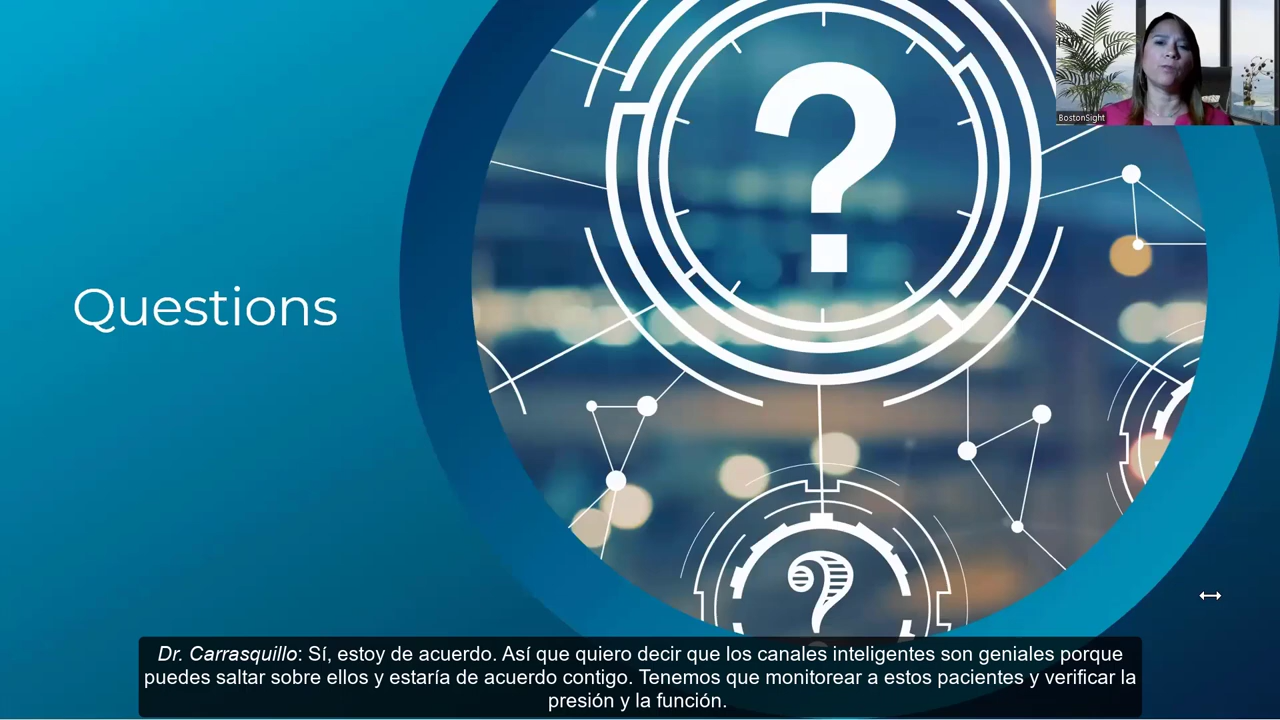 BostonSight
Questions
Dr. Carrasquillo: Sí, estoy de acuerdo. Así que quiero decir que los canales inteligentes son geniales porque
puedes saltar sobre ellos y estaría de acuerdo contigo. Tenemos que monitorear a estos pacientes y verificar la
presión y la función.